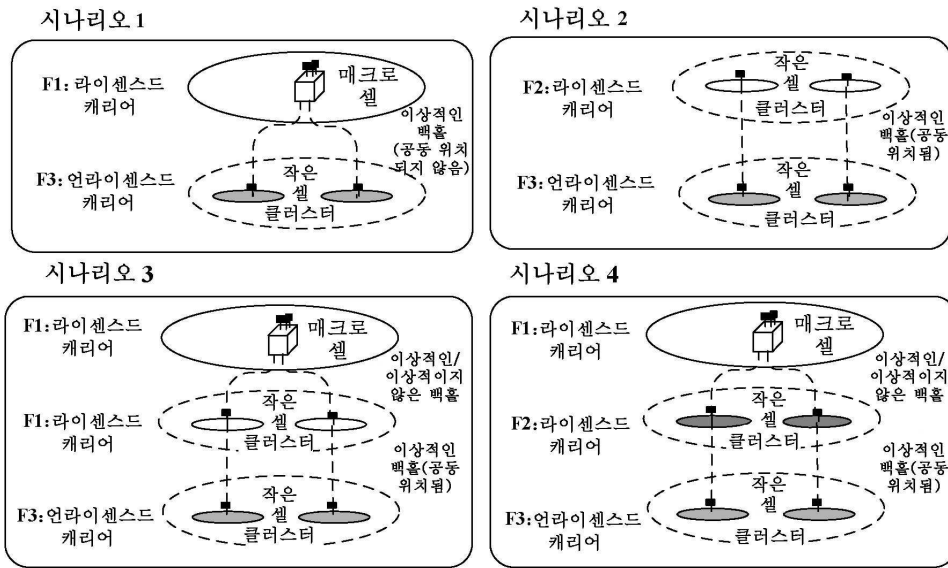 시나리오 1
F1: 라이센스드
캐리어
매크로
셀
이상적인
백홀
(공동 위치
되지 않음)
F3: 언라이센스드
캐리어
작은
셀
클러스터
시나리오 2
F2: 라이센스드
캐리어
작은
셀
클러스터
이상적인
백홀(공동
위치됨)
F3: 언라이센스드
캐리어
작은
셀
클러스터
시나리오 3
F1: 라이센스드
캐리어
매크로
셀
이상적인/
이상적이지
않은 백홀
F1: 라이센스드
캐리어
작은
셀
클러스터
이상적인
백홀(공동
위치됨)
F3: 언라이센스드
캐리어
작은
셀
클러스터
시나리오 4
F1: 라이센스드
캐리어
매크로
셀
이상적인/
이상적이지
않은 백홀
F2: 라이센스드
캐리어
작은
셀
클러스터
이상적인
백홀(공동
위치됨)
F3: 언라이센스드
캐리어
작은
셀
클러스터